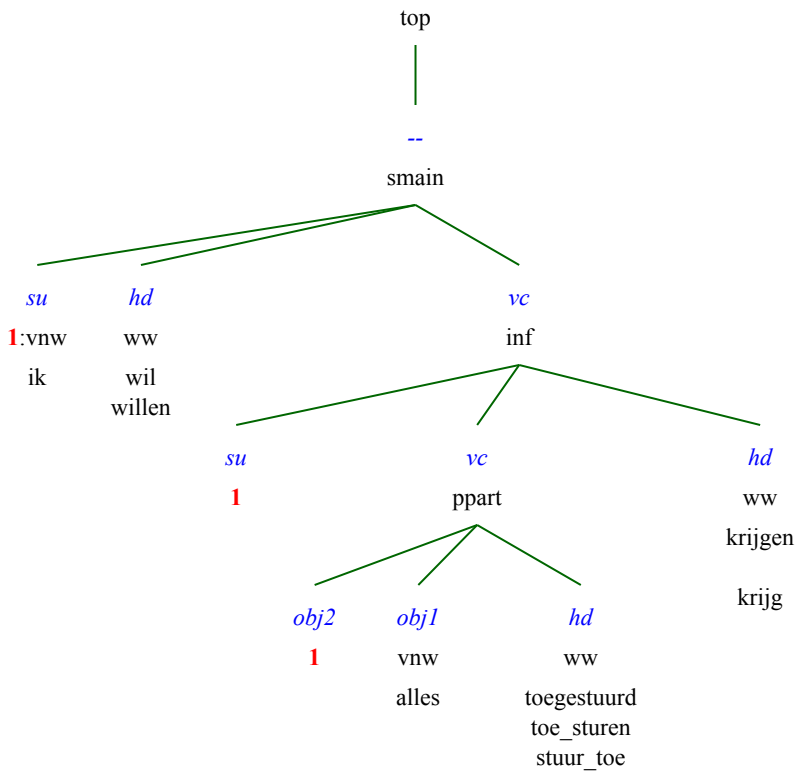 top
--
smain
su hd vc
1:vnw ww inf
ik wil
willen
su vc hd
1 ppart ww
krijgen
krijg
obj2 obj1 hd
1 vnw ww
alles toegestuurd
toe_sturen
stuur_toe